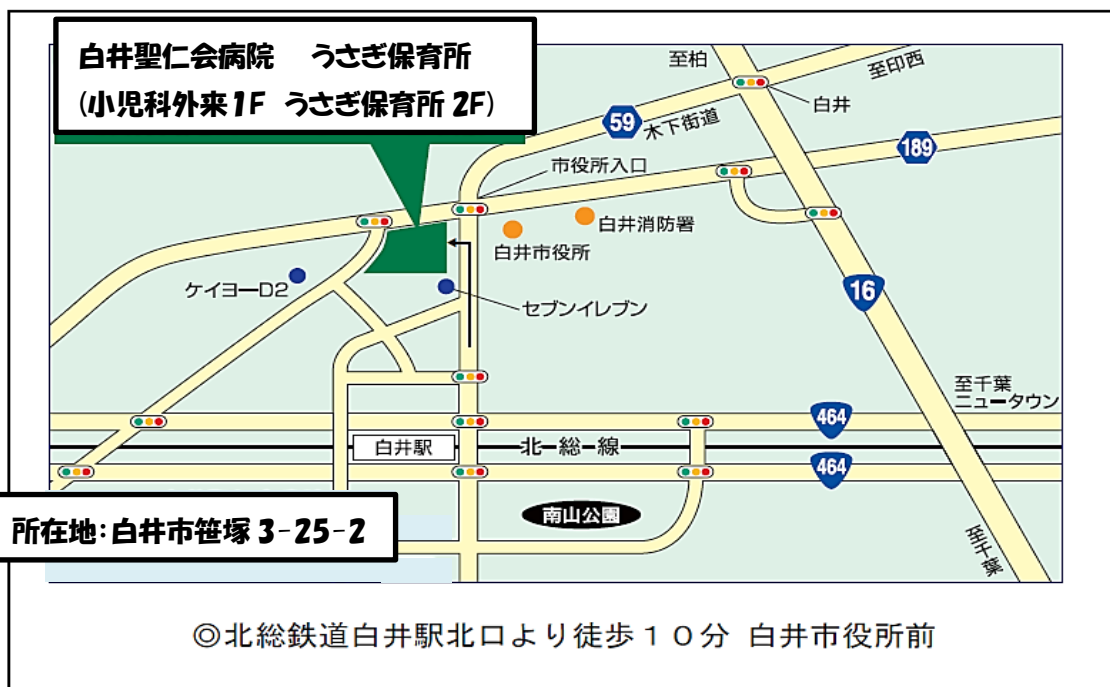 白井聖仁会病院　うさぎ保育所
(小児科外来1F　うさぎ保育所2F)
至柏
至印西
白井
59
木下街道
189
市役所入口
白井消防署
白井市役所
16
ケイヨーD2
セブンイレブン
至千葉
ニュータウン
464
白井駅
北総線
464
南山公園
所在地：白井市笹塚3-25-2
至千葉
◎北総鉄道白井駅北口より徒歩１０分 白井市役所前